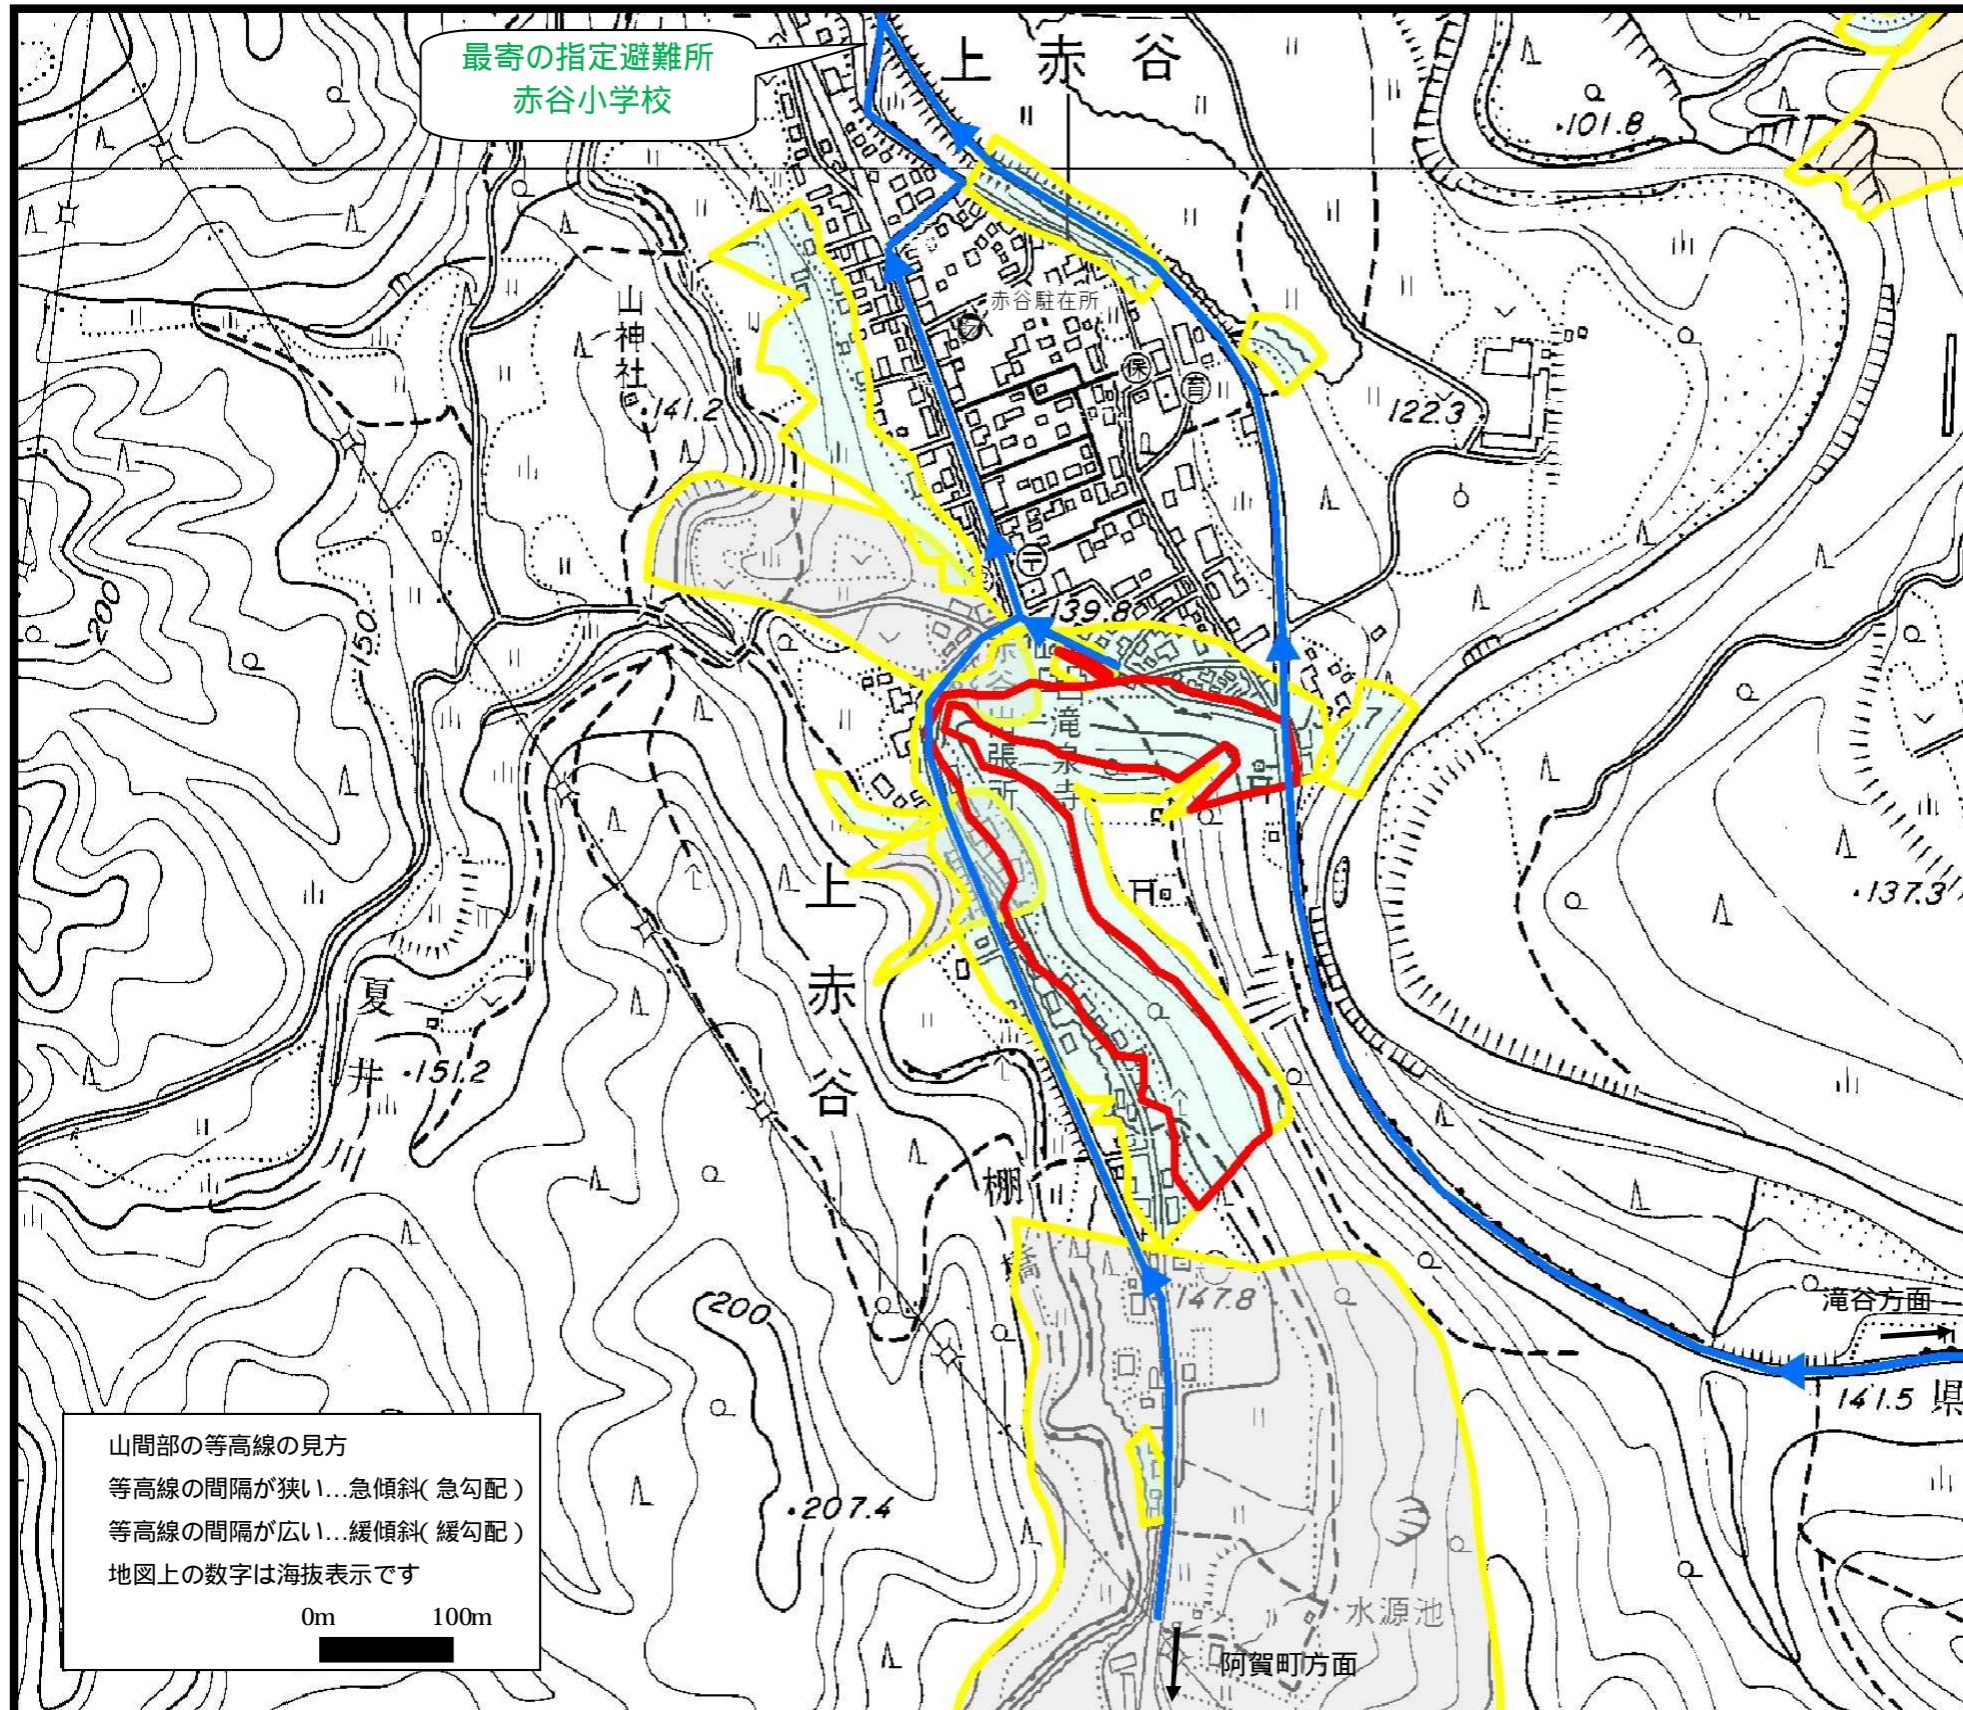 最寄の指定避難所
赤谷小学校
上赤谷
101.8
赤谷駐在所
山神社
141.2
保
育
122.3
200
150
139.8
滝泉寺
張所
7
上赤谷
137.3
夏井川
151.2
棚
147.8
滝谷方面
141.5 県
200
207.4
水源池
阿賀町方面
山間部の等高線の見方
等高線の間隔が狭い…急傾斜(急勾配)
等高線の間隔が広い…緩傾斜(緩勾配)
地図上の数字は海抜表示です
0m 100m